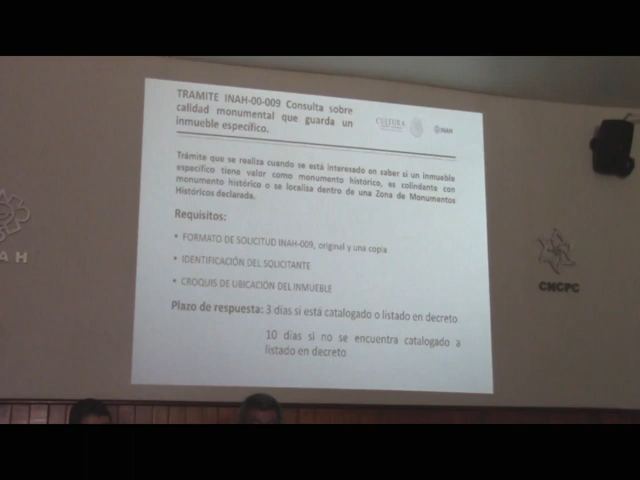 TRAMITE INAH-00-009 Consulta sobre
calidad monumental que guarda un
inmueble específico.
CULTURA
INAH
Trámite que se realiza cuando se está interesado en saber si un inmueble
específico tiene valor como monumento histórico, es colindante con
monumento histórico o se localiza dentro de una Zona de Monumentos
Históricos declarada.
Requisitos:
• FORMATO DE SOLICITUD INAH-009, original y una copia
• IDENTIFICACIÓN DEL SOLICITANTE
• CROQUIS DE UBICACIÓN DEL INMUEBLE
Plazo de respuesta: 3 días si está catalogado o listado en decreto
10 días si no se encuentra catalogado a
listado en decreto
AH
CNCPC